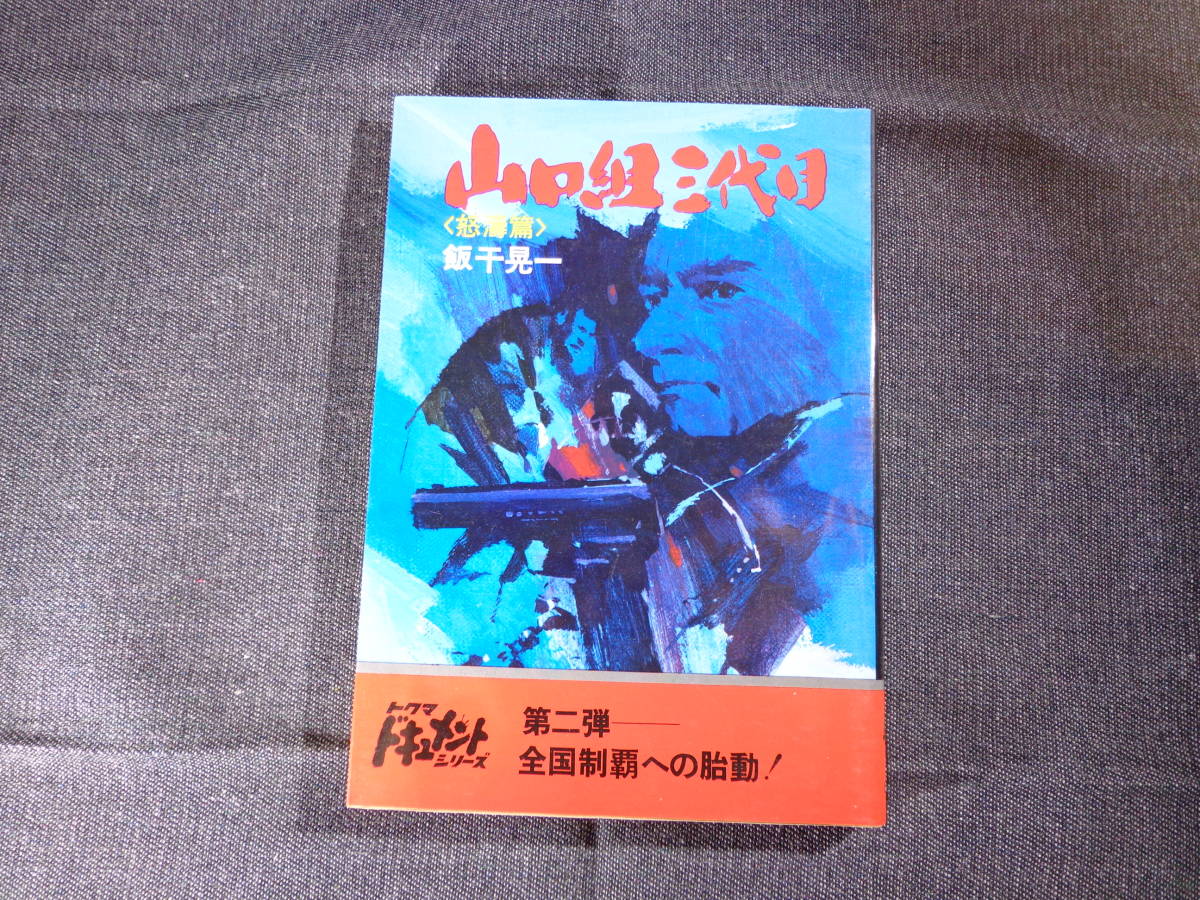 山口組三代目
〈怒濤篇〉
飯干晃一
トクマ
ドキュメント
シリーズ
第二弾――
全国制覇への胎動!